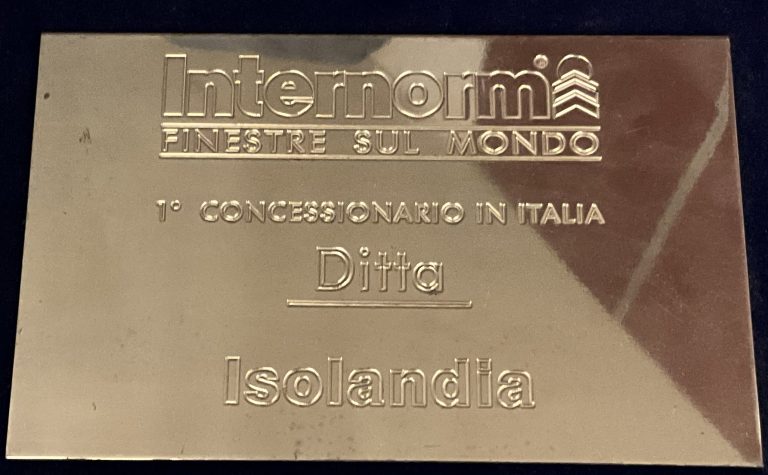 Internorm®
FINESTRE SUL MONDO
1° CONCESSIONARIO IN ITALIA
Ditta
Isolandia